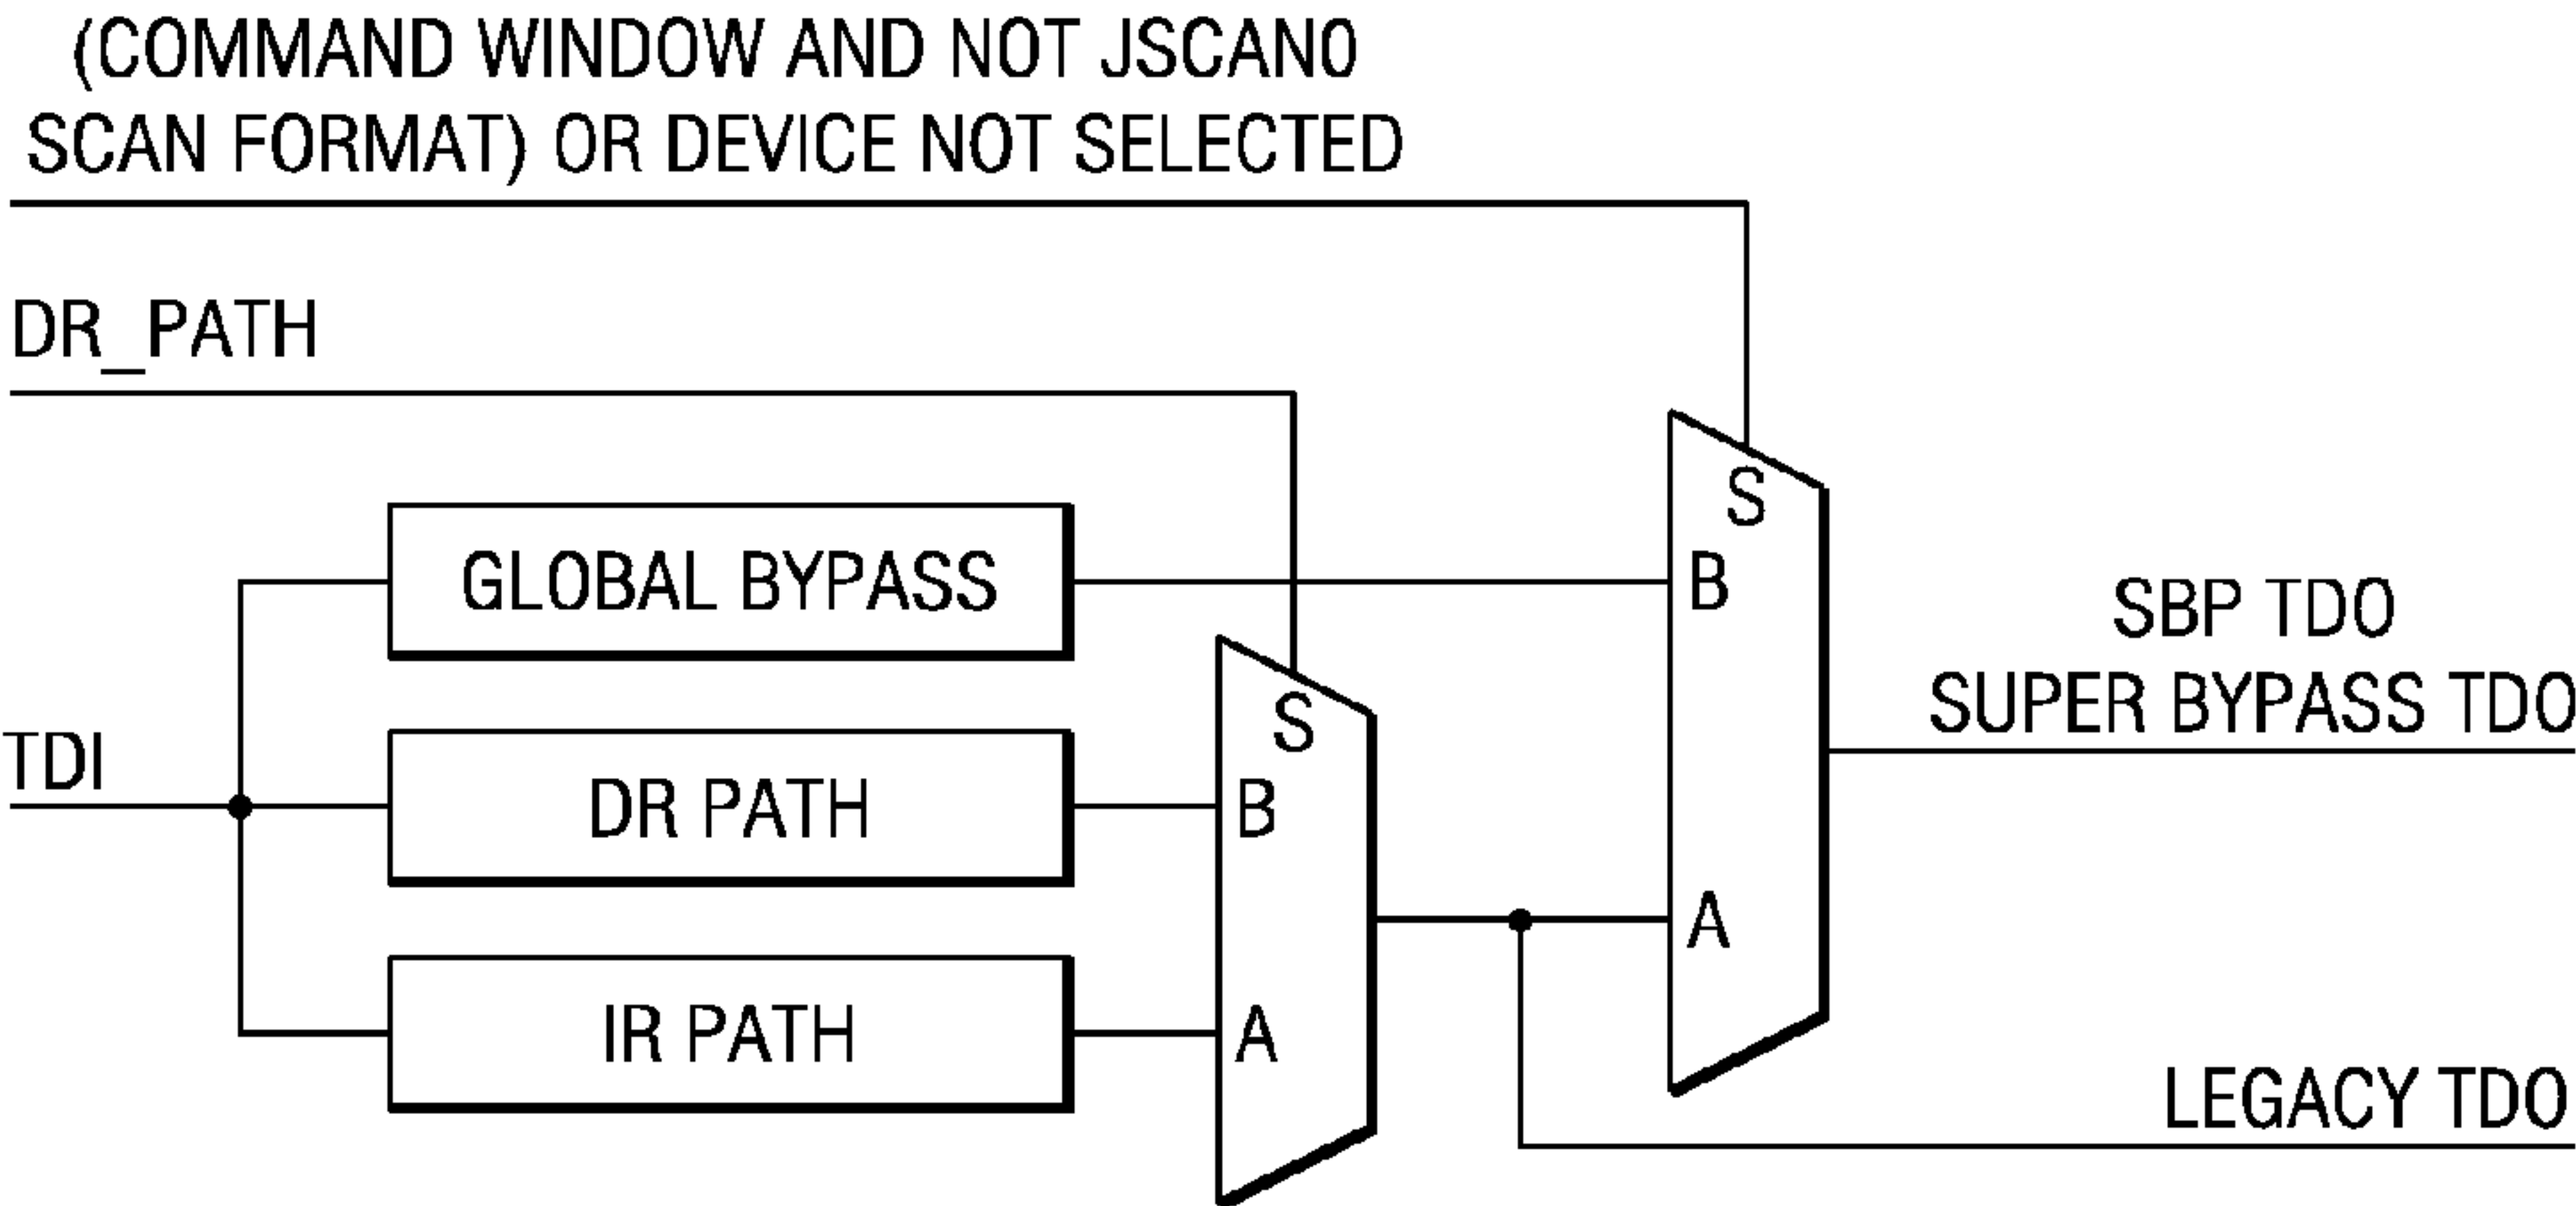 (COMMAND WINDOW AND NOT JSCAN0
SCAN FORMAT) OR DEVICE NOT SELECTED
DR_PATH
S
GLOBAL BYPASS
B
SBP TDO
SUPER BYPASS TDO
S
TDI
DR PATH
B
A
IR PATH
A
LEGACY TDO